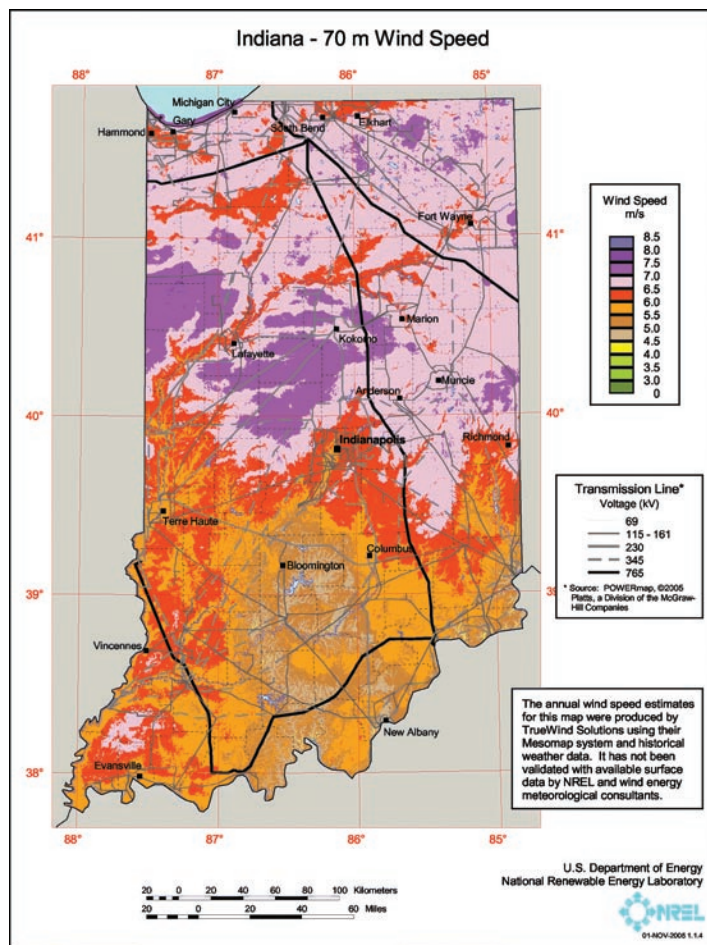 Indiana - 70 m Wind Speed
88° 87° 86° 85°
Michigan City
Gary
Hammond
South Bend
Elkhart
Fort Wayne
41° 41°
Marion
Kokomo
Lafayette
Muncie
Anderson
40° 40°
Indianapolis
Richmond
Terre Haute
Columbus
Bloomington
39° 39°
Vincennes
New Albany
Evansville
38° 38°
88° 87° 86° 85°
Wind Speed
m/s
8.5
8.0
7.5
7.0
6.5
6.0
5.5
5.0
4.5
4.0
3.5
3.0
0
Transmission Line*
Voltage (kV)
69
115 - 161
230
345
765
* Source: POWERmap, ©2005
Platts, a Division of the McGraw-
Hill Companies
The annual wind speed estimates
for this map were produced by
TrueWind Solutions using their
Mesomap system and historical
weather data. It has not been
validated with available surface
data by NREL and wind energy
meteorological consultants.
20 0 20 40 60 80 100 Kilometers
20 0 20 40 60 Miles
U.S. Department of Energy
National Renewable Energy Laboratory
NREL
01-NOV-2005 1.1.4